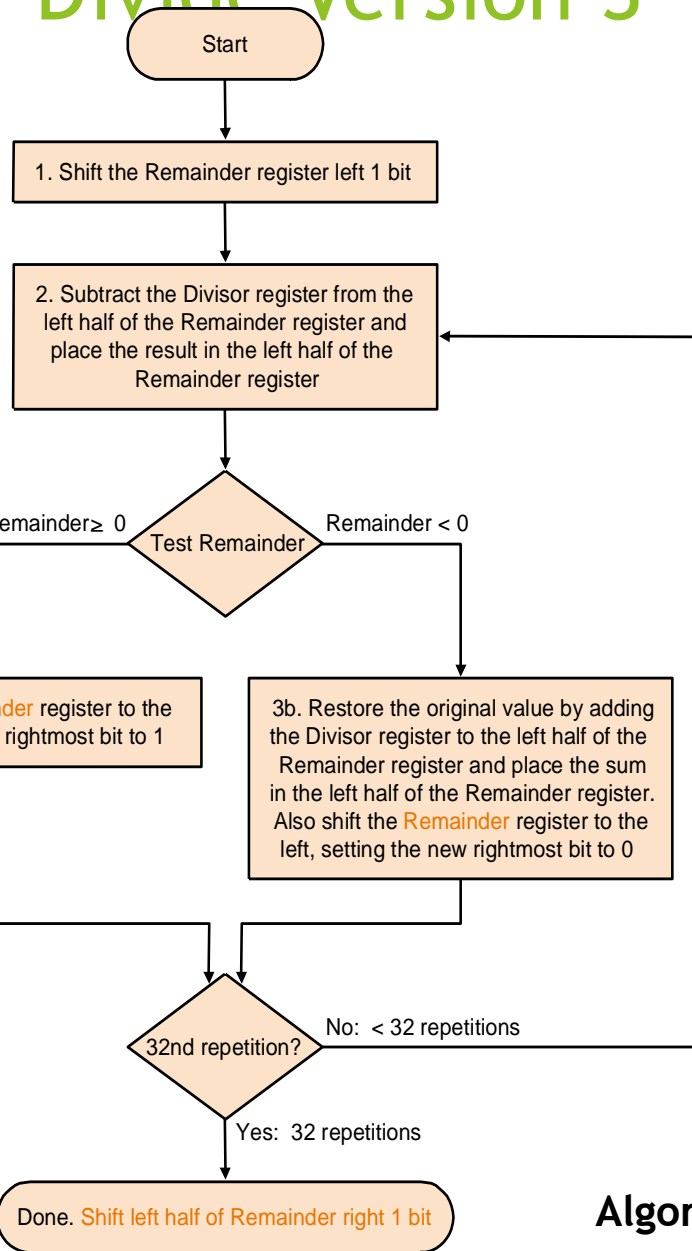 Divide Version 3
Start
1. Shift the Remainder register left 1 bit
2. Subtract the Divisor register from the
left half of the Remainder register and
place the result in the left half of the
Remainder register
emainder≥ 0
Test Remainder
Remainder < 0
der register to the
rightmost bit to 1
3b. Restore the original value by adding
the Divisor register to the left half of the
Remainder register and place the sum
in the left half of the Remainder register.
Also shift the Remainder register to the
left, setting the new rightmost bit to 0
32nd repetition?
No: < 32 repetitions
Yes: 32 repetitions
Done. Shift left half of Remainder right 1 bit
Algor